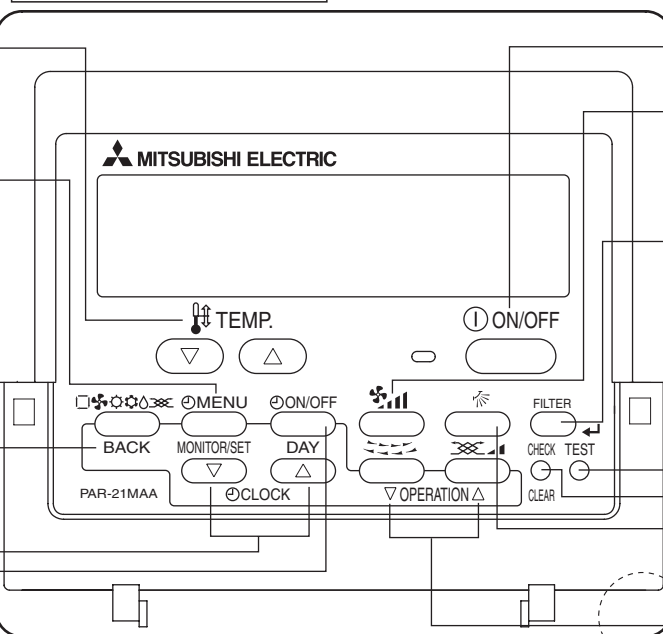 MITSUBISHI ELECTRIC
TEMP. ON/OFF
MENU ON/OFF FILTER
BACK MONITOR/SET DAY CHECK TEST
PAR-21MAA CLOCK OPERATION CLEAR